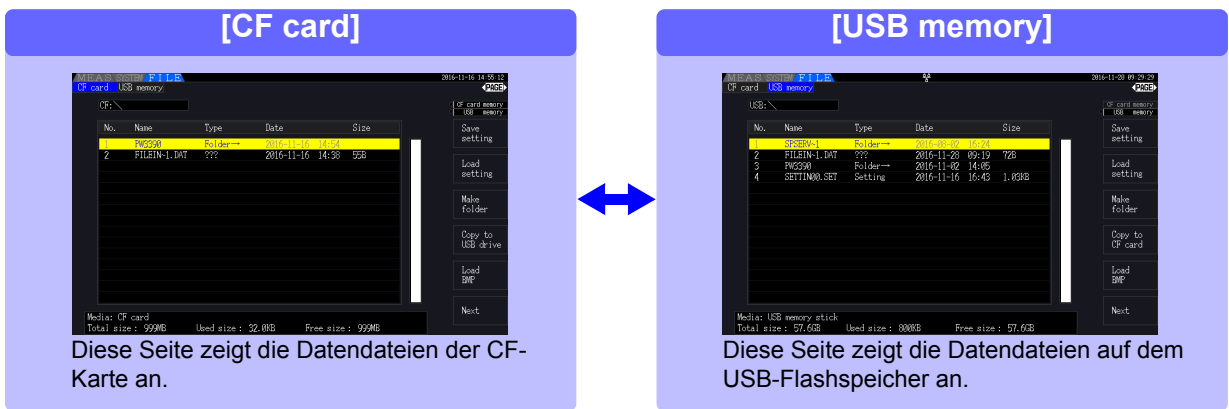 [CF card]
MEAS. SYSTEM FILE 2016-11-16 14:55:12
CF card USB memory PAGE
CF:\ CF card memory
USB memory
No. Name Type Date Size
1 PW3390 Folder→ 2016-11-16 14:54
2 FILEIN~1.DAT ??? 2016-11-16 14:38 55B
Save
setting
Load
setting
Make
folder
Copy to
USB drive
Load
BMP
Next
Media: CF card
Total size : 999MB Used size : 32.0KB Free size : 999MB
Diese Seite zeigt die Datendateien der CF-
Karte an.
[USB memory]
MEAS. SYSTEM FILE 2016-11-28 09:29:29
CF card USB memory PAGE
USB:\ CF card memory
USB memory
No. Name Type Date Size
1 SPSERV~1 Folder→ 2016-08-02 16:24
2 FILEIN~1.DAT ??? 2016-11-28 09:19 72B
3 PW3390 Folder→ 2016-11-02 14:05
4 SETTIN00.SET Setting 2016-11-16 16:43 1.03KB
Save
setting
Load
setting
Make
folder
Copy to
CF card
Load
BMP
Next
Media: USB memory stick
Total size : 57.6GB Used size : 800KB Free size : 57.6GB
Diese Seite zeigt die Datendateien auf dem
USB-Flashspeicher an.